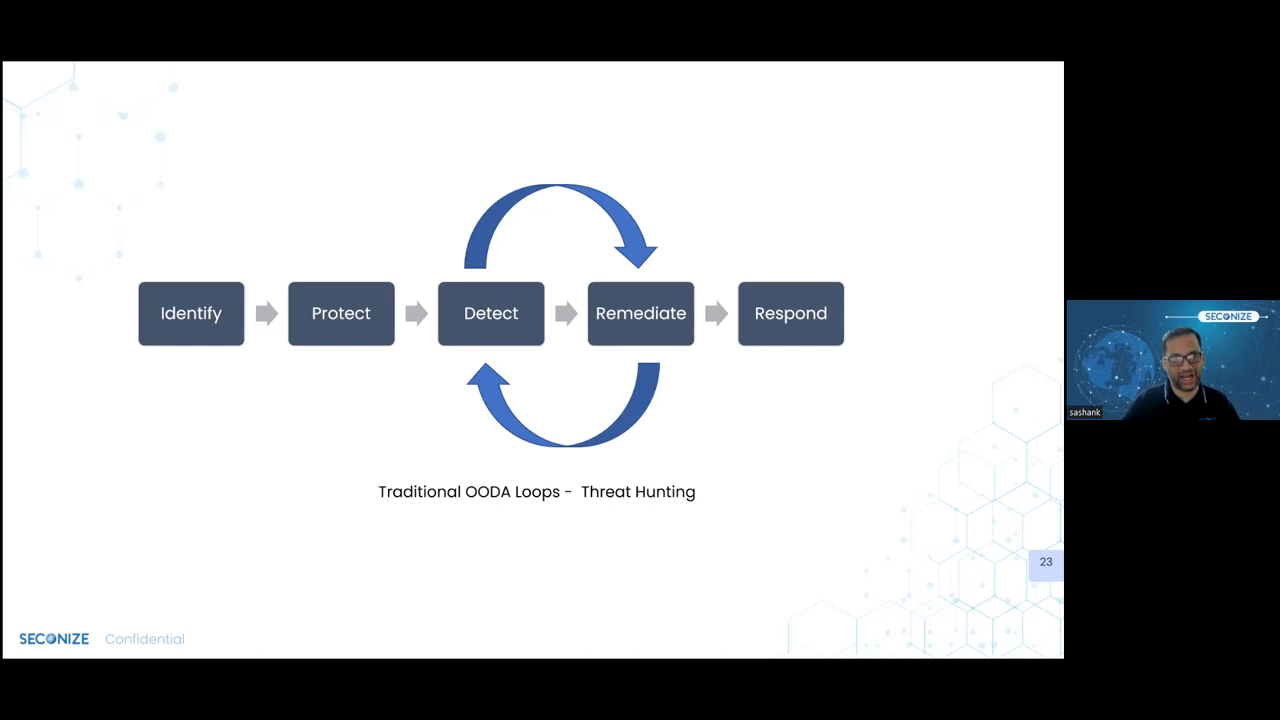 Identify
Protect
Detect
Remediate
Respond
Traditional OODA Loops - Threat Hunting
23
SECONIZE Confidential
SECONIZE
sashank